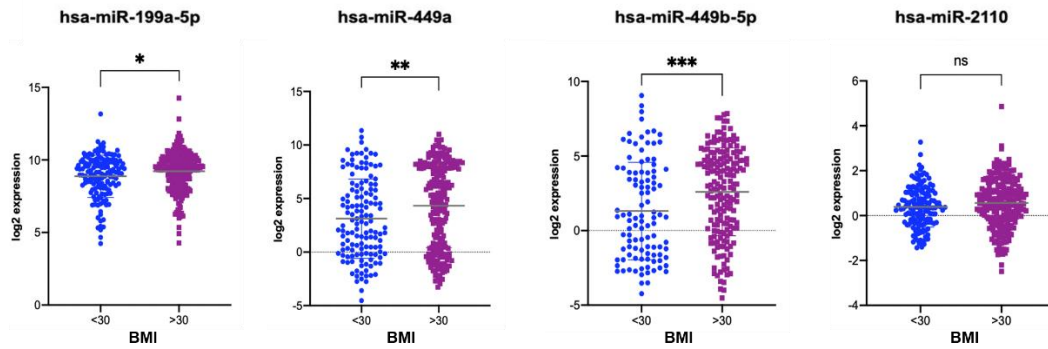 hsa-miR-199a-5p
*
log2 expression
15
10
5
0
<30
>30
BMI
hsa-miR-449a
**
log2 expression
15
10
5
0
-5
<30
>30
BMI
hsa-miR-449b-5p
***
log2 expression
10
5
0
-5
<30
>30
BMI
hsa-miR-2110
ns
log2 expression
6
4
2
0
-2
-4
<30
>30
BMI